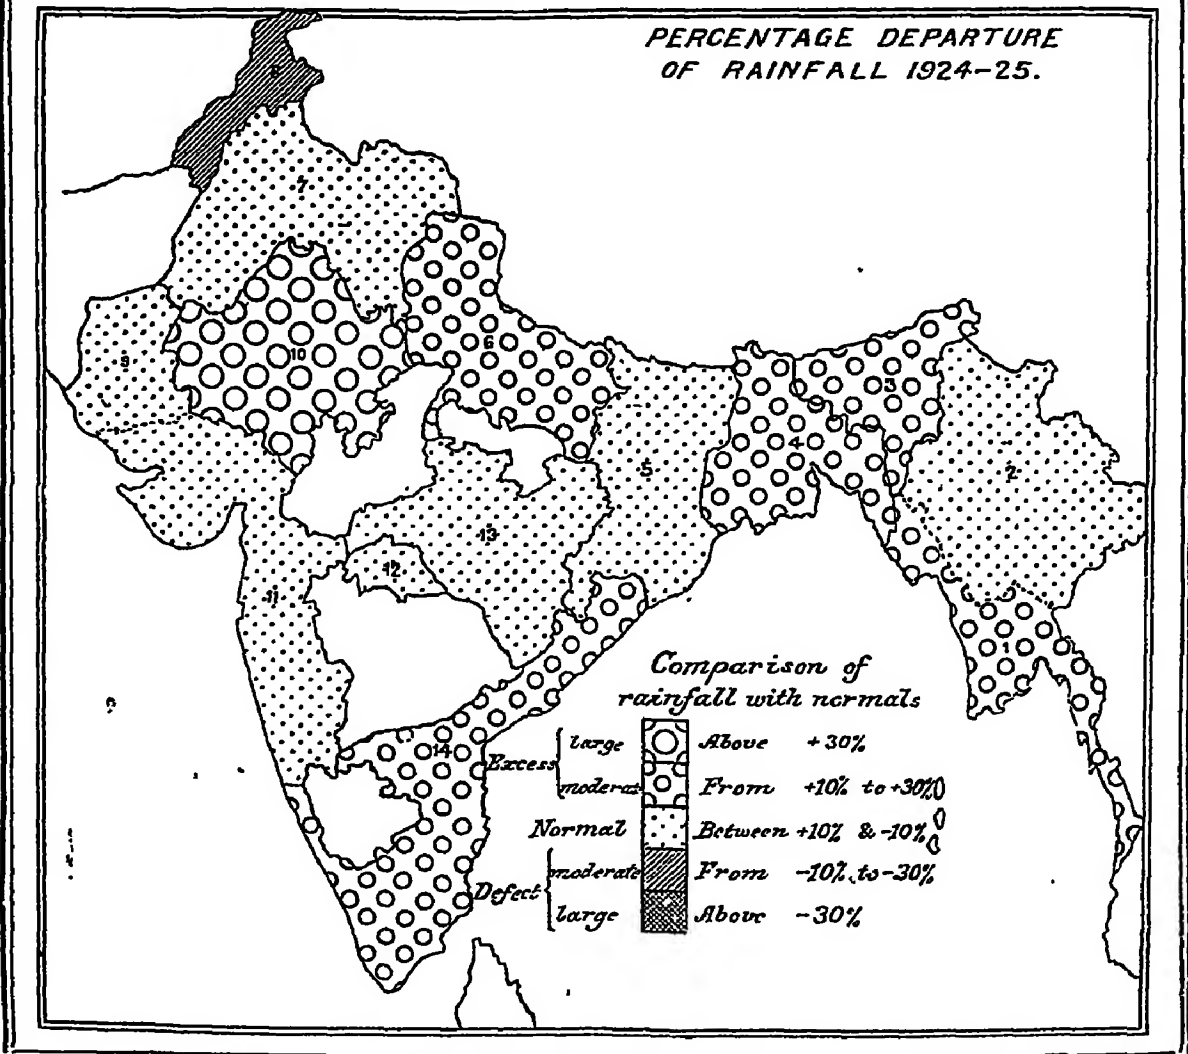 PERCENTAGE DEPARTURE
OF RAINFALL 1924-25.
8
7
10
6
9
3
4
5
2
13
12
11
1
14
Comparison of
rainfall with normals
Excess
large Above +30%
moderat From +10% to +30%
Normal Between +10% & -10%
Defect
moderate From -10% to -30%
large Above -30%